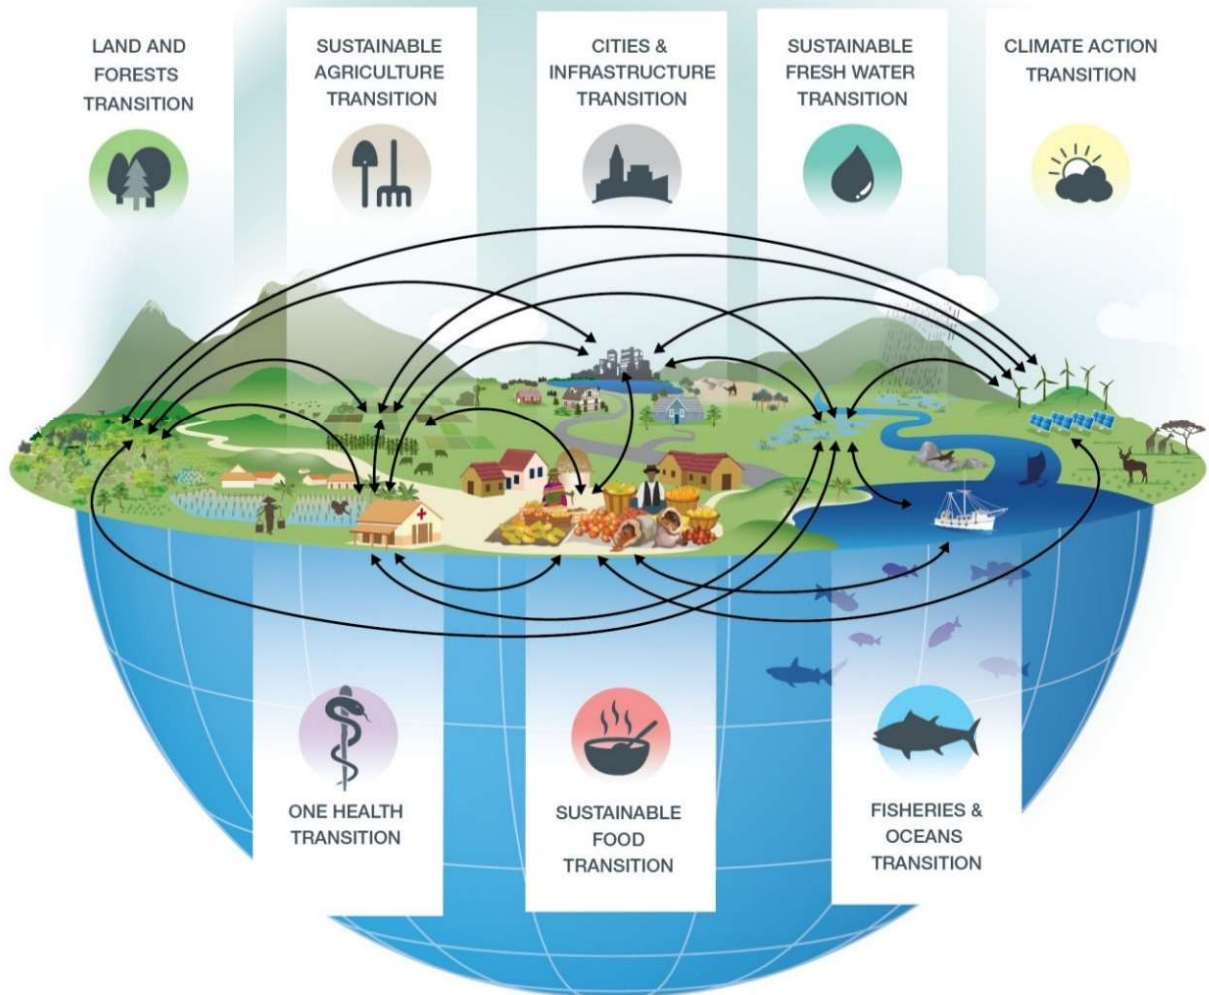 LAND AND
FORESTS
TRANSITION
SUSTAINABLE
AGRICULTURE
TRANSITION
CITIES &
INFRASTRUCTURE
TRANSITION
SUSTAINABLE
FRESH WATER
TRANSITION
CLIMATE ACTION
TRANSITION
ONE HEALTH
TRANSITION
SUSTAINABLE
FOOD
TRANSITION
FISHERIES &
OCEANS
TRANSITION